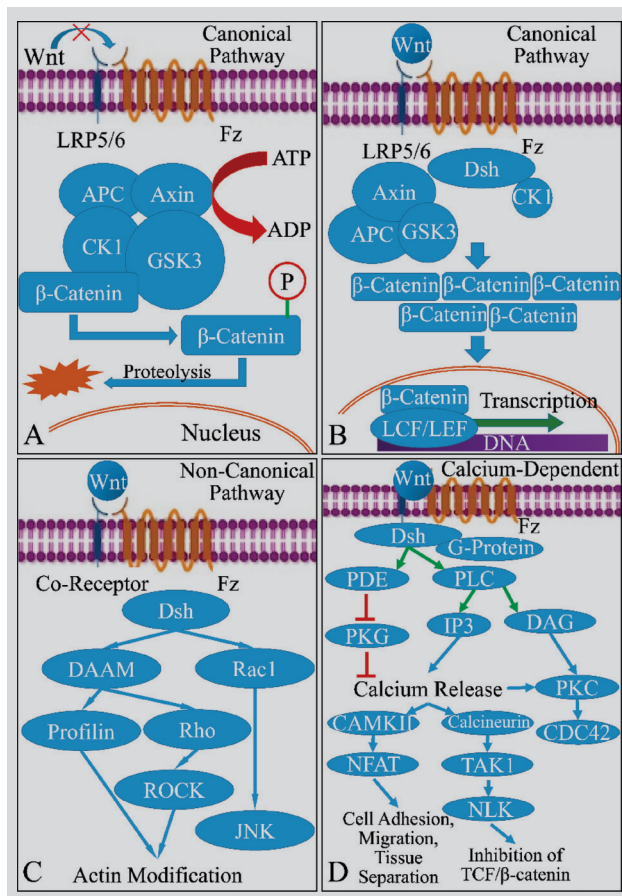 Wnt
Canonical
Pathway
LRP5/6
Fz
ATP
ADP
APC
Axin
CK1
GSK3
β-Catenin
P
β-Catenin
Proteolysis
A
Nucleus
Wnt
Canonical
Pathway
LRP5/6
Fz
Dsh
CK1
Axin
APC
GSK3
β-Catenin
β-Catenin
β-Catenin
β-Catenin
β-Catenin
β-Catenin
Transcription
LCF/LEF
DNA
B
Wnt
Non-Canonical
Pathway
Co-Receptor
Fz
Dsh
DAAM
Rac1
Profilin
Rho
ROCK
JNK
C
Actin Modification
Wnt
Calcium-Dependent
Fz
Dsh
G-Protein
PDE
PLC
PKG
IP3
DAG
Calcium Release
PKC
CAMKII
Calcineurin
CDC42
NFAT
TAK1
NLK
Cell Adhesion,
Migration,
Tissue
Separation
Inhibition of
TCF/β-catenin
D